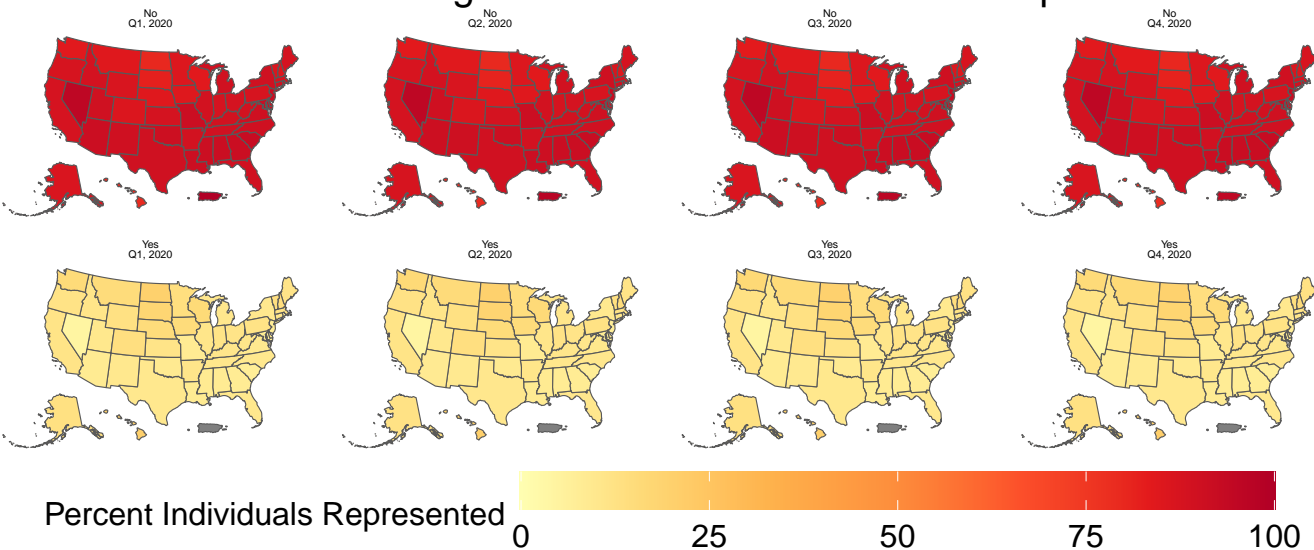 No
Q1, 2020
No
Q2, 2020
No
Q3, 2020
No
Q4, 2020
Yes
Q1, 2020
Yes
Q2, 2020
Yes
Q3, 2020
Yes
Q4, 2020
Percent Individuals Represented
0 25 50 75 100